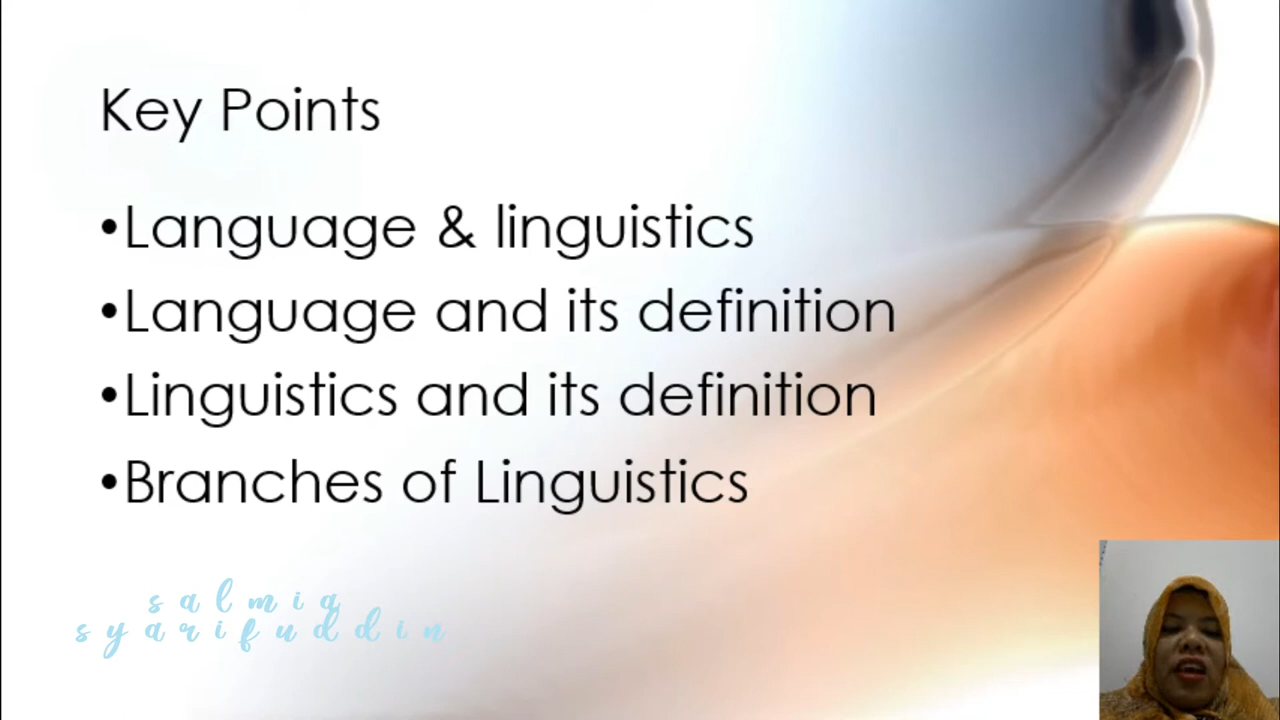 Key Points
•Language & linguistics
•Language and its definition
•Linguistics and its definition
•Branches of Linguistics
salmia
syarifuddin